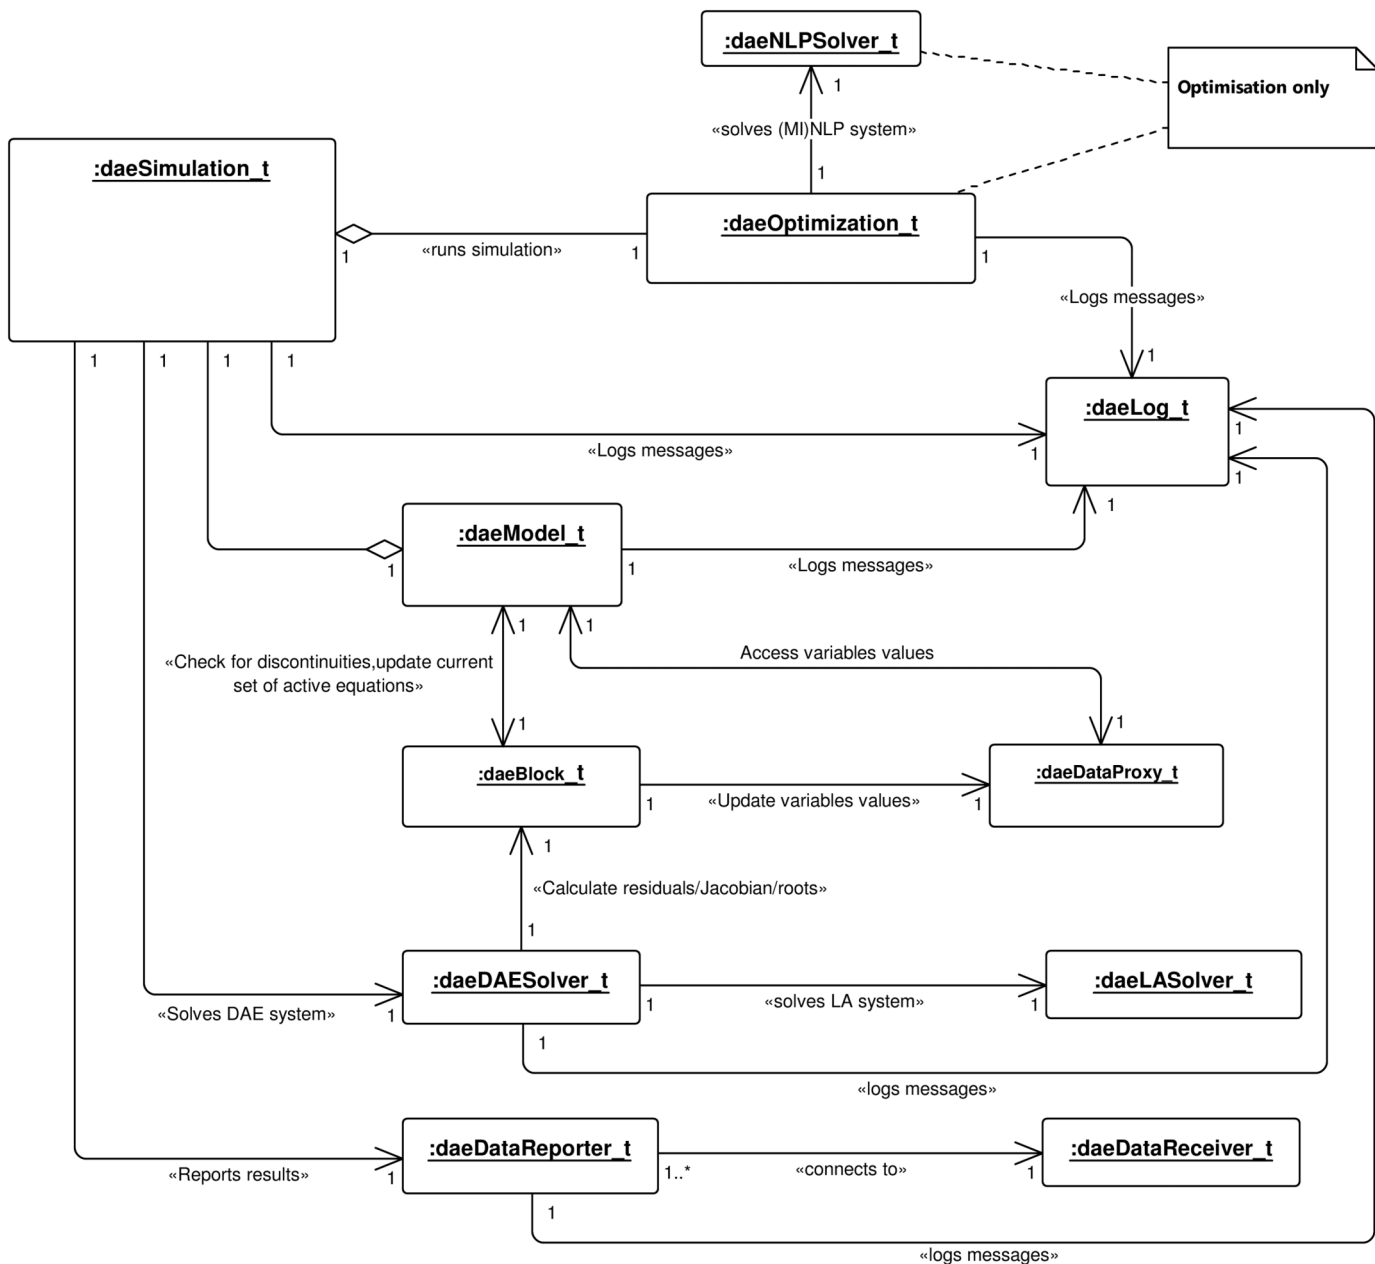 :daeNLPSolver_t
1
Optimisation only
«solves (MI)NLP system»
1
:daeSimulation_t
:daeOptimization_t
1
«runs simulation»
1
1
«Logs messages»
1
1
1
1
1
1
:daeLog_t
1
«Logs messages»
1
1
:daeModel_t
1
1
«Logs messages»
1
1
1
«Check for discontinuities,update current
set of active equations»
Access variables values
1
1
:daeBlock_t
:daeDataProxy_t
1
«Update variables values»
1
1
«Calculate residuals/Jacobian/roots»
1
:daeDAESolver_t
:daeLASolver_t
«Solves DAE system»
1
1
«solves LA system»
1
1
«logs messages»
:daeDataReporter_t
:daeDataReceiver_t
«Reports results»
1
1..*
«connects to»
1
1
«logs messages»